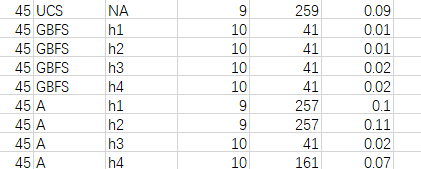 45 UCS NA 9 259 0.09
45 GBFS h1 10 41 0.01
45 GBFS h2 10 41 0.01
45 GBFS h3 10 41 0.02
45 GBFS h4 10 41 0.02
45 A h1 9 257 0.1
45 A h2 9 257 0.11
45 A h3 10 41 0.02
45 A h4 10 161 0.07